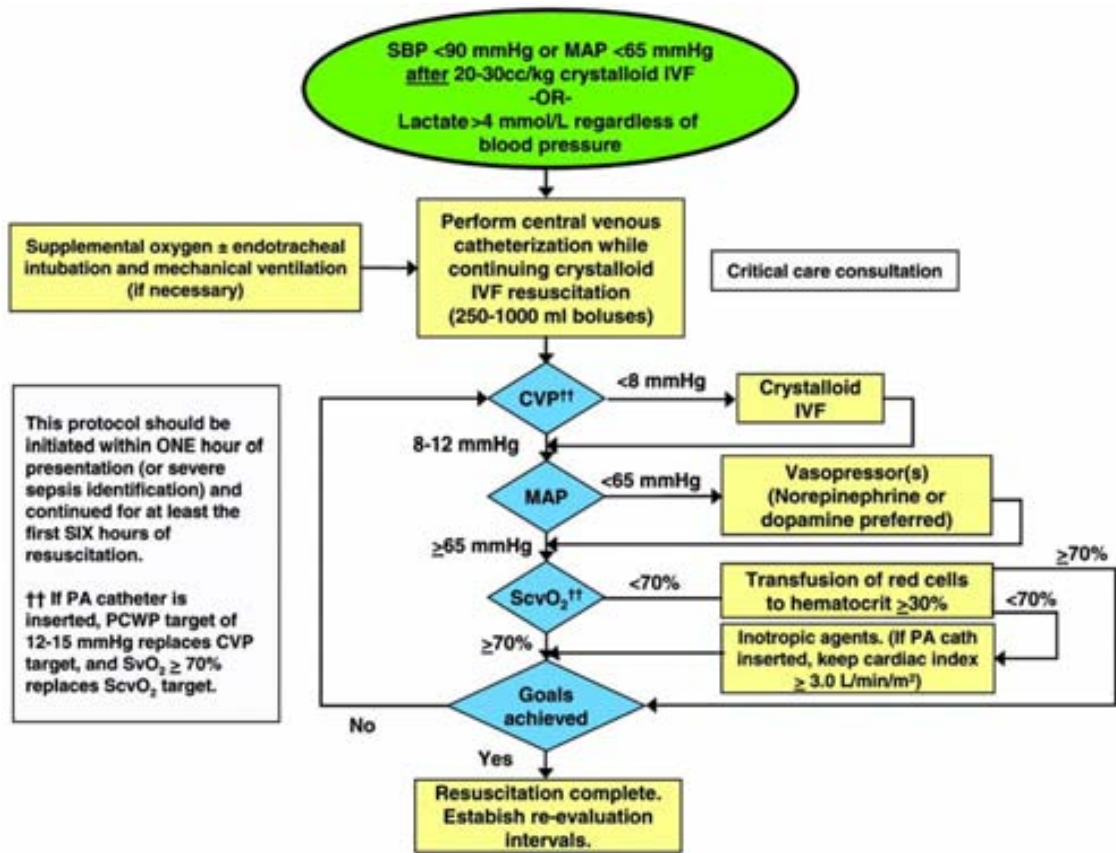 SBP <90 mmHg or MAP <65 mmHg
after 20-30cc/kg crystalloid IVF
-OR-
Lactate >4 mmol/L regardless of
blood pressure
Supplemental oxygen ± endotracheal
intubation and mechanical ventilation
(if necessary)
Perform central venous
catheterization while
continuing crystalloid
IVF resuscitation
(250-1000 ml boluses)
Critical care consultation
This protocol should be
initiated within ONE hour of
presentation (or severe
sepsis identification) and
continued for at least the
first SIX hours of
resuscitation.
†† If PA catheter is
inserted, PCWP target of
12-15 mmHg replaces CVP
target, and SvO₂ ≥ 70%
replaces ScvO₂ target.
CVP††
<8 mmHg
Crystalloid
IVF
8-12 mmHg
MAP
<65 mmHg
Vasopressor(s)
(Norepinephrine or
dopamine preferred)
≥65 mmHg
ScvO₂††
<70%
Transfusion of red cells
to hematocrit ≥30%
≥70%
<70%
Inotropic agents. (If PA cath
inserted, keep cardiac index
≥ 3.0 L/min/m²)
≥70%
Goals
achieved
No
Yes
Resuscitation complete.
Estabish re-evaluation
intervals.